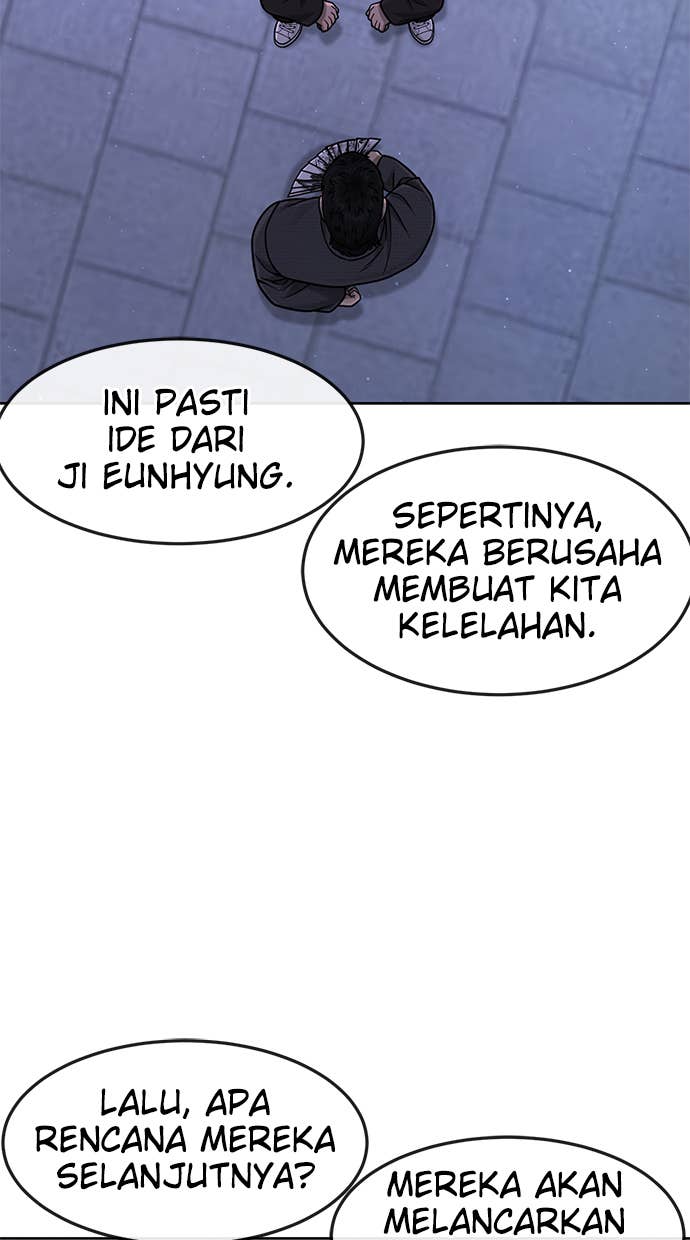 INI PASTI
IDE DARI
JI EUNHYUNG.
SEPERTINYA,
MEREKA BERUSAHA
MEMBUAT KITA
KELELAHAN.
LALU, APA
RENCANA MEREKA
SELANJUTNYA?
MEREKA AKAN
MELANCARKAN